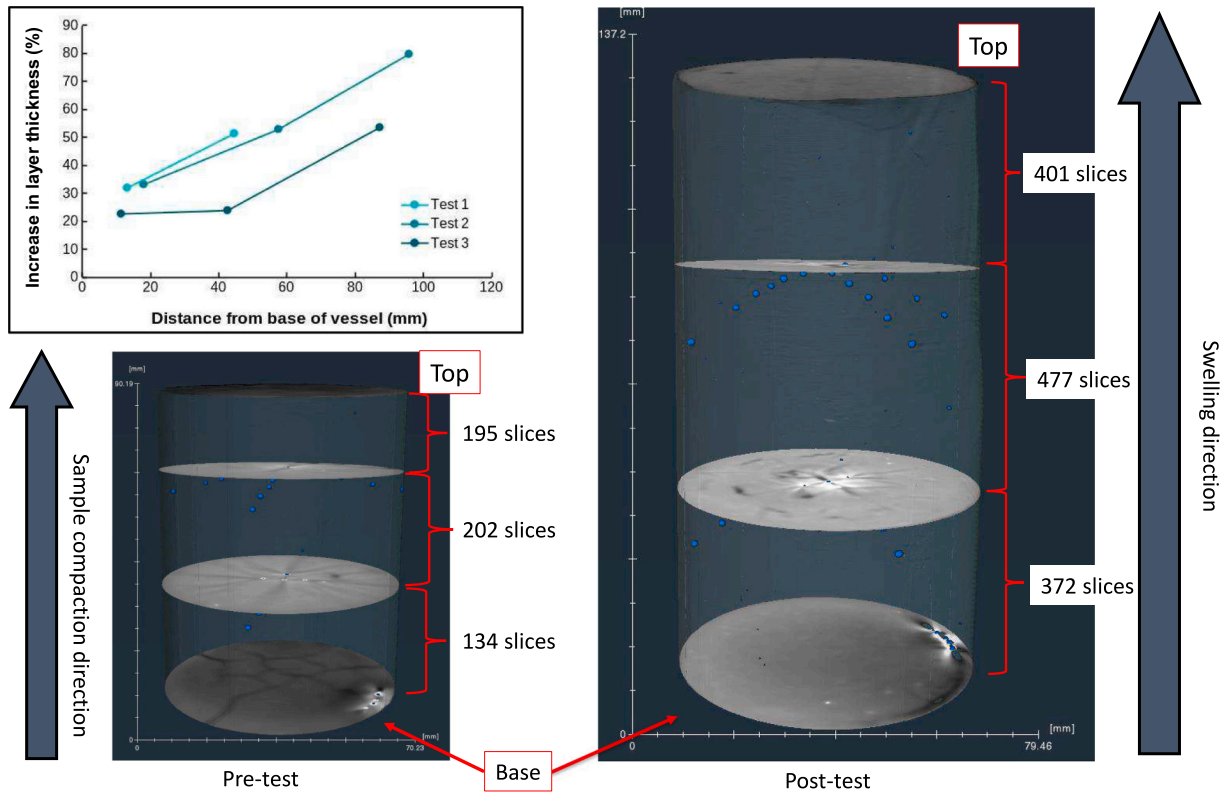 Increase in layer thickness (%)
90
80
70
60
50
40
30
20
10
0
0 20 40 60 80 100 120
Distance from base of vessel (mm)
Test 1
Test 2
Test 3
Sample compaction direction
[mm]
90.19
Top
195 slices
202 slices
134 slices
0
[mm]
70.23
Pre-test
Base
[mm]
137.2
Top
401 slices
477 slices
372 slices
0
0
[mm]
79.46
Post-test
Swelling direction